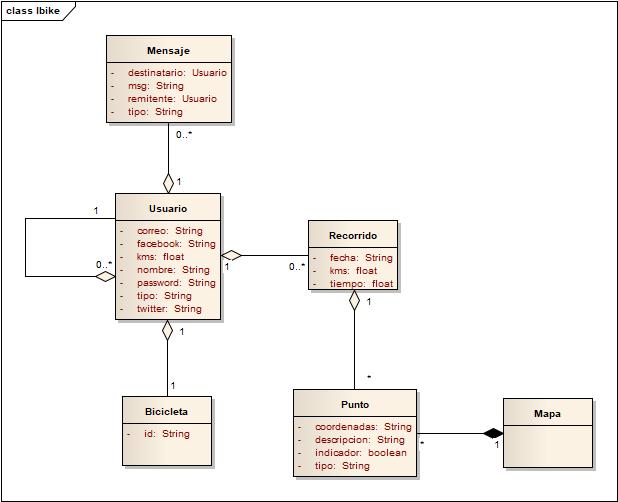 class Ibike
Mensaje
- destinatario: Usuario
- msg: String
- remitente: Usuario
- tipo: String
0..*
1
Usuario
- correo: String
- facebook: String
- kms: float
- nombre: String
- password: String
- tipo: String
- twitter: String
1
0..*
1
0..*
Recorrido
- fecha: String
- kms: float
- tiempo: float
1
1
1
*
Bicicleta
- id: String
Punto
- coordenadas: String
- descripcion: String
- indicador: boolean
- tipo: String
*
1
Mapa